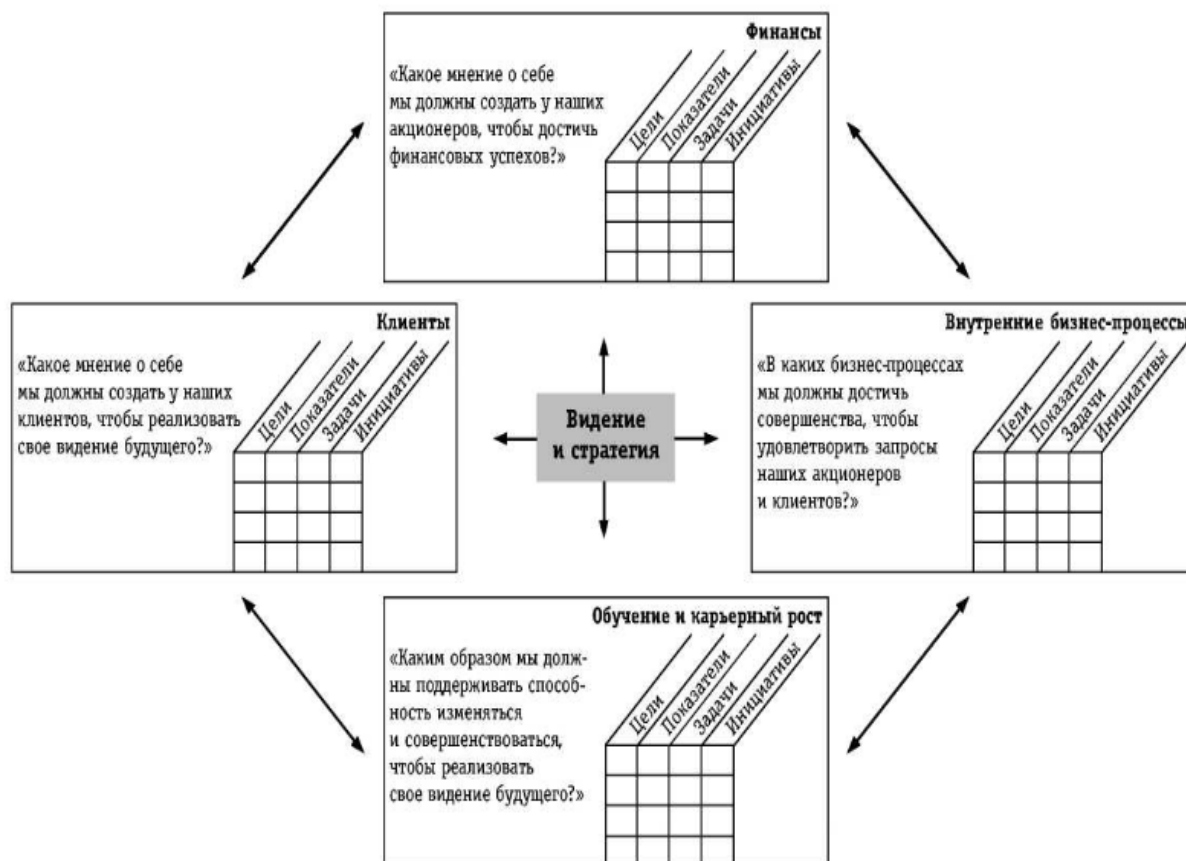 Финансы
«Какое мнение о себе
мы должны создать у наших
акционеров, чтобы достичь
финансовых успехов?»
Цели
Показатели
Задачи
Инициативы
Клиенты
«Какое мнение о себе
мы должны создать у наших
клиентов, чтобы реализовать
свое видение будущего?»
Цели
Показатели
Задачи
Инициативы
Видение
и стратегия
Внутренние бизнес-процессы
«В каких бизнес-процессах
мы должны достичь
совершенства, чтобы
удовлетворить запросы
наших акционеров
и клиентов?»
Цели
Показатели
Задачи
Инициативы
Обучение и карьерный рост
«Каким образом мы долж-
ны поддерживать способ-
ность изменяться
и совершенствоваться,
чтобы реализовать
свое видение будущего?»
Цели
Показатели
Задачи
Инициативы